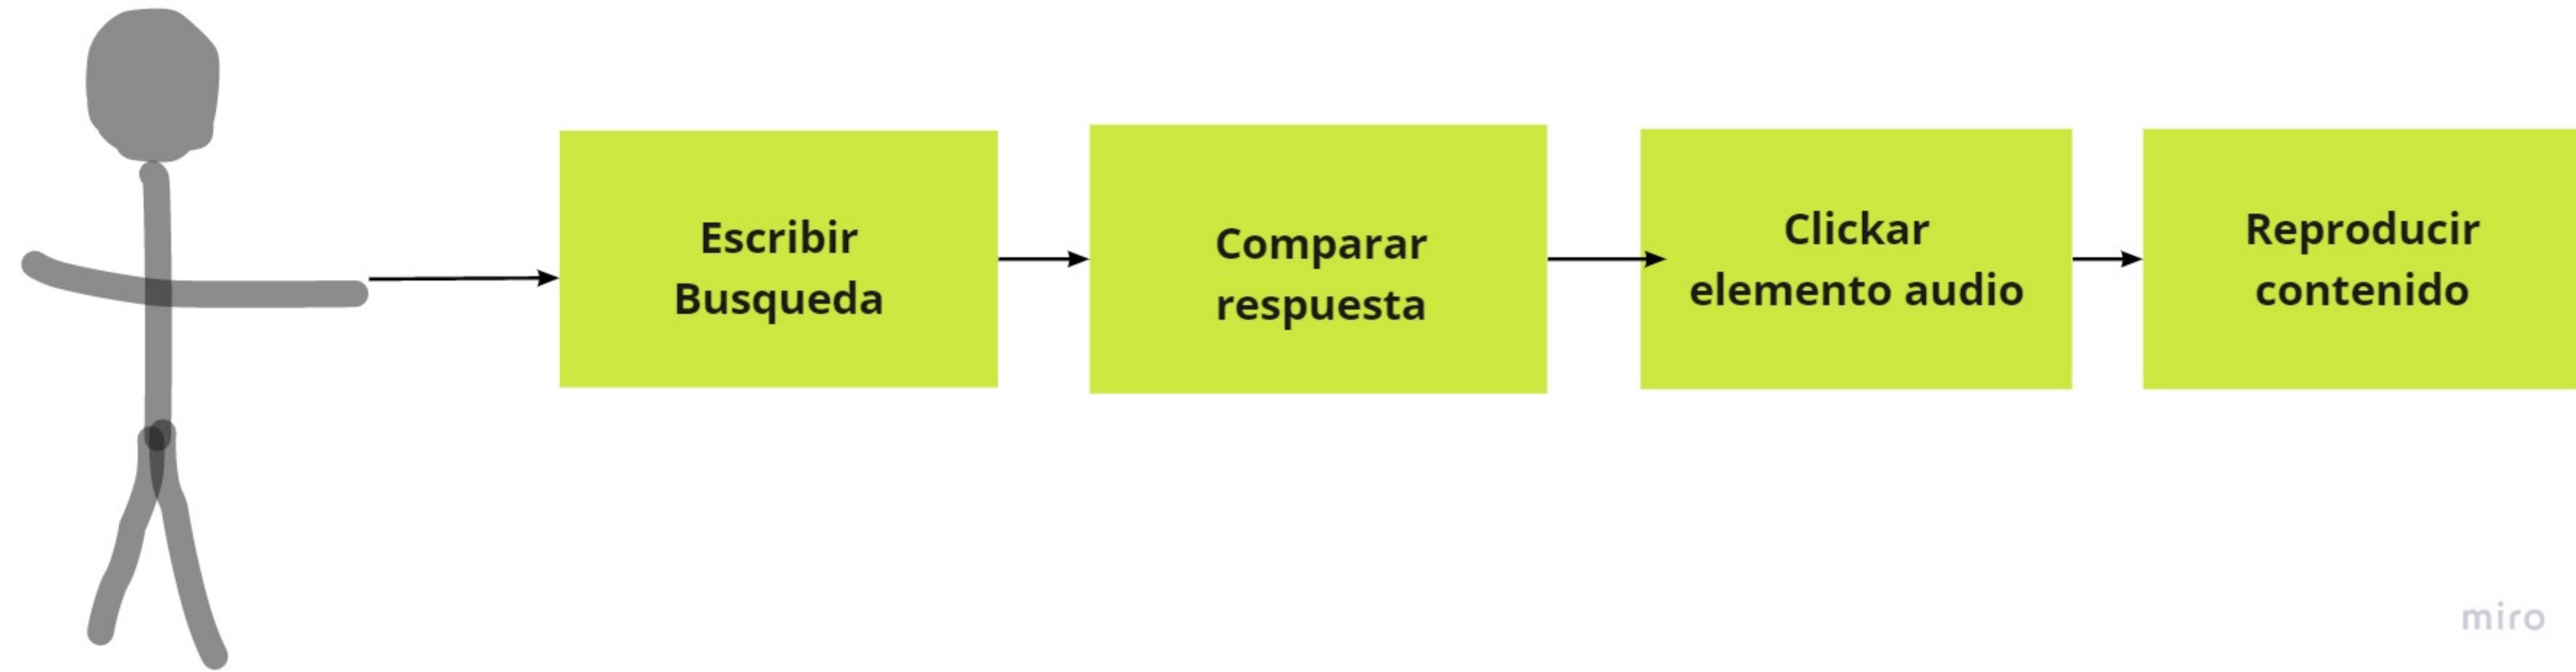 Escribir
Busqueda
Comparar
respuesta
Clickar
elemento audio
Reproducir
contenido
miro